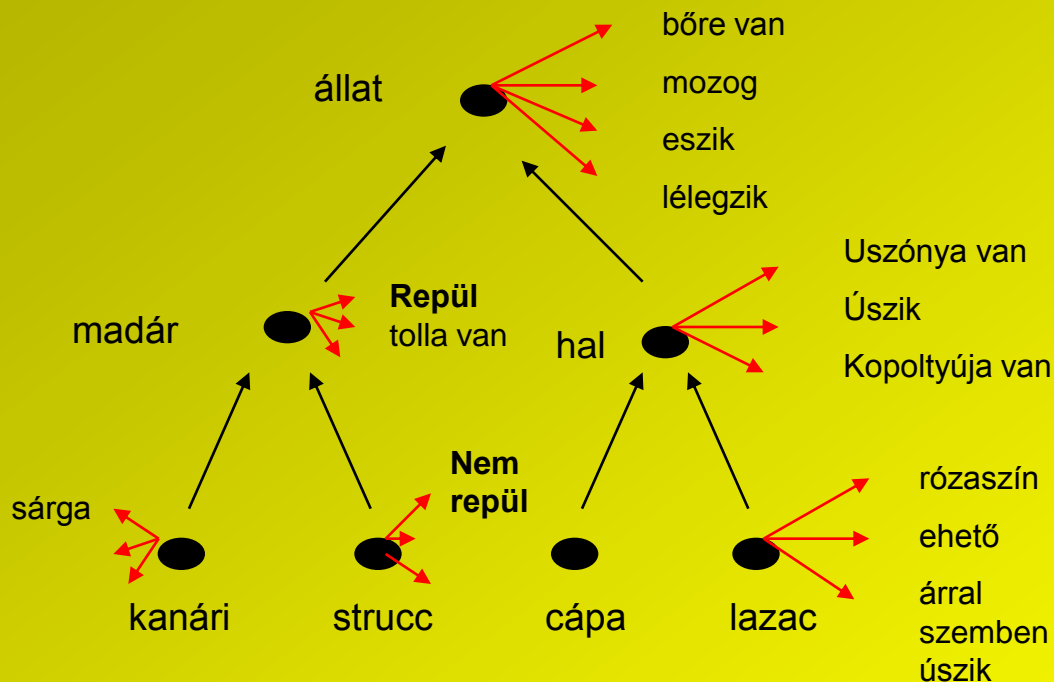 állat
bőre van
mozog
eszik
lélegzik
madár
Repül
tolla van
hal
Uszónya van
Úszik
Kopoltyúja van
sárga
kanári
Nem
repül
strucc
cápa
lazac
rózaszín
ehető
árral
szemben
úszik